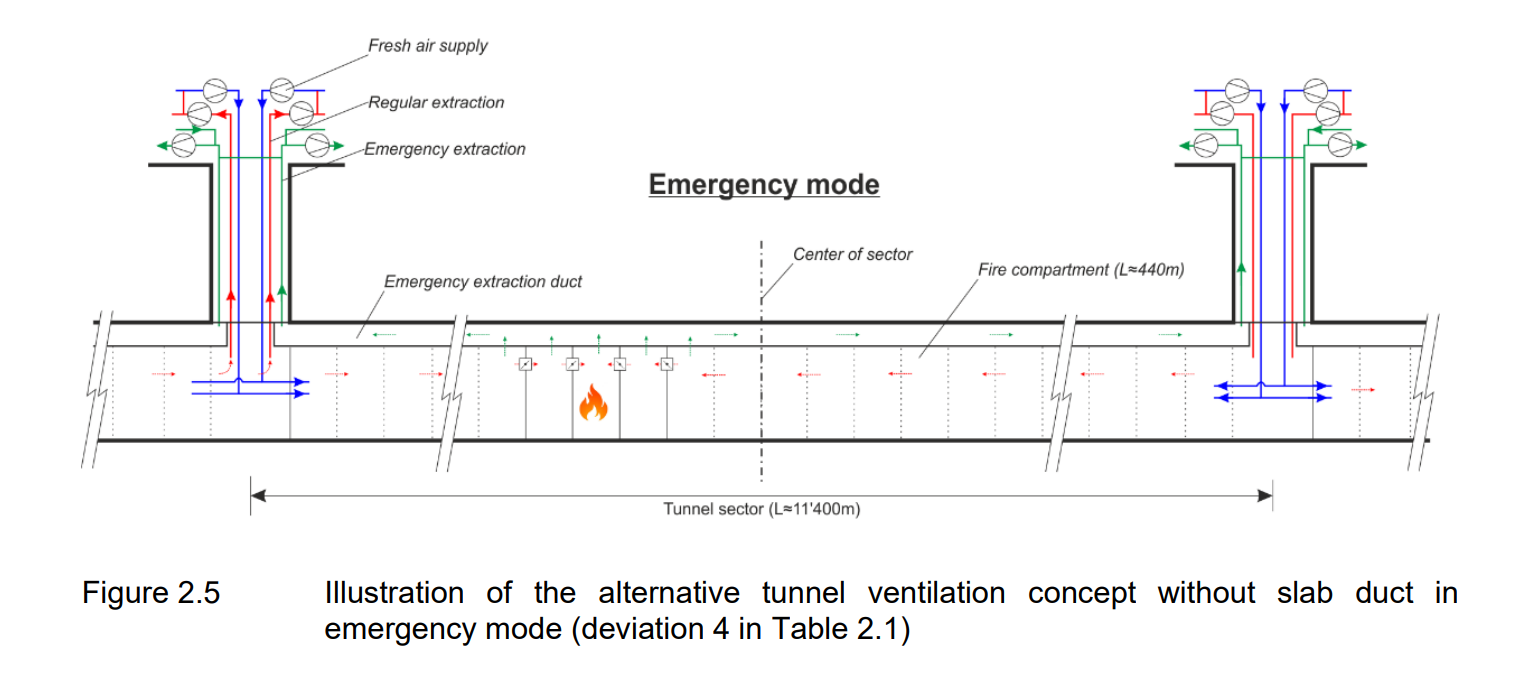 Fresh air supply
Regular extraction
Emergency extraction
Emergency mode
Center of sector
Fire compartment (L≈440m)
Emergency extraction duct
Tunnel sector (L≈11'400m)
Figure 2.5 Illustration of the alternative tunnel ventilation concept without slab duct in
emergency mode (deviation 4 in Table 2.1)